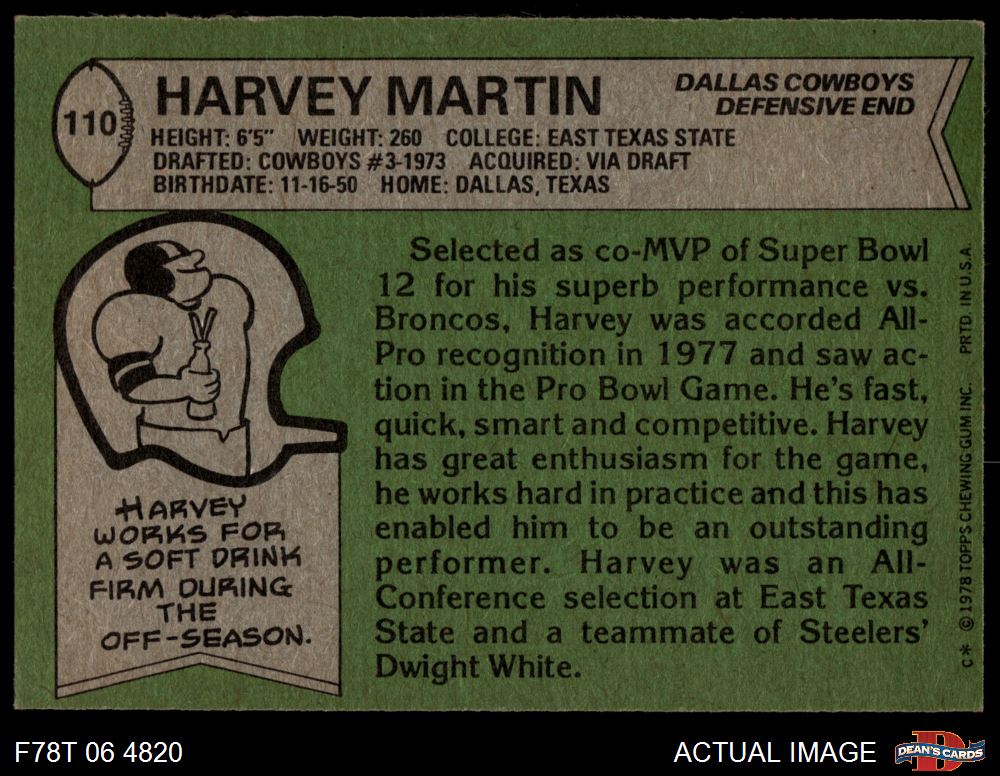 110
HARVEY MARTIN
DALLAS COWBOYS
DEFENSIVE END
HEIGHT: 6'5" WEIGHT: 260 COLLEGE: EAST TEXAS STATE
DRAFTED: COWBOYS #3-1973 ACQUIRED: VIA DRAFT
BIRTHDATE: 11-16-50 HOME: DALLAS, TEXAS
HARVEY
WORKS FOR
A SOFT DRINK
FIRM DURING
THE
OFF-SEASON.
Selected as co-MVP of Super Bowl
12 for his superb performance vs.
Broncos, Harvey was accorded All-
Pro recognition in 1977 and saw ac-
tion in the Pro Bowl Game. He's fast,
quick, smart and competitive. Harvey
has great enthusiasm for the game,
he works hard in practice and this has
enabled him to be an outstanding
performer. Harvey was an All-
Conference selection at East Texas
State and a teammate of Steelers'
Dwight White.
C* © 1978 TOPPS CHEWING GUM INC. PRTD. IN U.S.A.
F78T 06 4820
ACTUAL IMAGE
DEAN'S CARDS